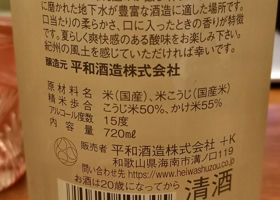 に磨かれた地下水が豊富な酒造に適した場所です。
口当たりの柔らかさ、口に入ったときの香りが特徴
です。夏らしく爽快感のある酸味をお楽しみ下さい。
紀州の風土を感じていただければ幸いです。
醸造元 平和酒造株式会社
原材料名 米(国産)、米こうじ(国産米)
精米歩合 こうじ米50%、かけ米55%
アルコール度数 15度
内容量 720ml
販売者 平和酒造株式会社 +K
和歌山県海南市溝ノ口119
問い合わせ先 https://www.heiwashuzou.co.jp
お酒は20歳になってから
清酒